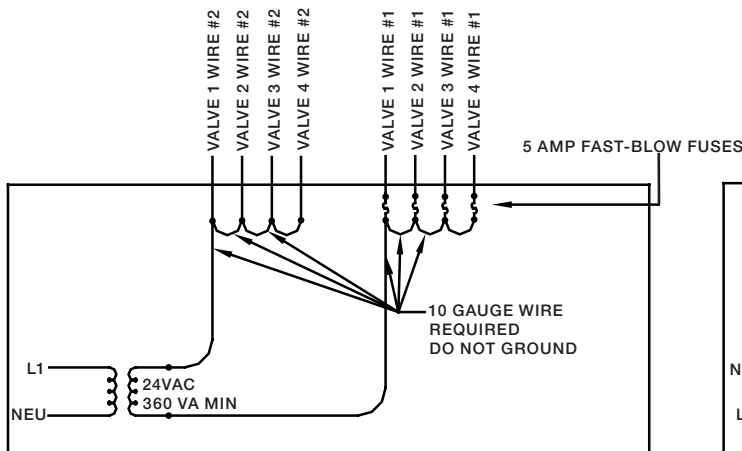 VALVE 1 WIRE #2
VALVE 2 WIRE #2
VALVE 3 WIRE #2
VALVE 4 WIRE #2
VALVE 1 WIRE #1
VALVE 2 WIRE #1
VALVE 3 WIRE #1
VALVE 4 WIRE #1
5 AMP FAST-BLOW FUSES
10 GAUGE WIRE
REQUIRED
DO NOT GROUND
L1
24VAC
360 VA MIN
NEU
N
L